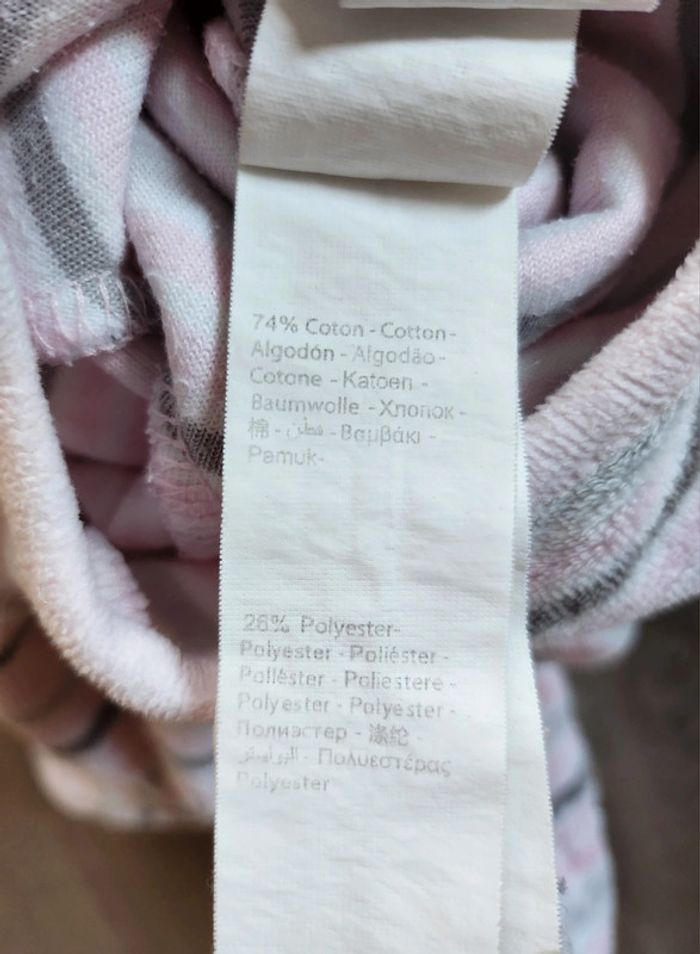 74% Coton - Cotton-
Algodón - Algodão -
Cotone - Katoen -
Baumwolle - Хлопок -
棉 - قطن - Βαμβάκι -
Pamuk-
26% Polyester-
Polyester - Poliéster -
Poliéster - Poliestere -
Polyester - Polyester -
Полиэстер - 涤纶 -
- Πολυεστέρας
Polyester